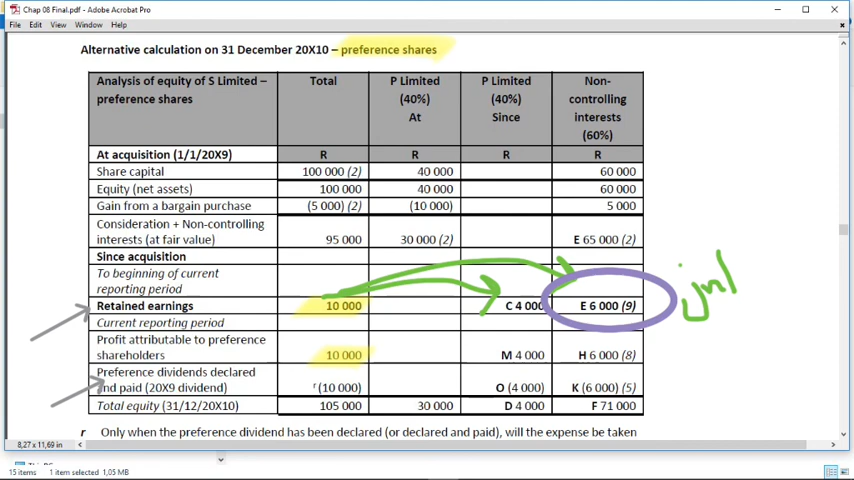 Chap 08 Final.pdf - Adobe Acrobat Pro
File Edit View Window Help
Alternative calculation on 31 December 20X10 – preference shares
Analysis of equity of S Limited – preference shares Total P Limited (40%) At P Limited (40%) Since Non-controlling interests (60%)
At acquisition (1/1/20X9) R R R R
Share capital 100 000 (2) 40 000 60 000
Equity (net assets) 100 000 40 000 60 000
Gain from a bargain purchase (5 000) (2) (10 000) 5 000
Consideration + Non-controlling
interests (at fair value) 95 000 30 000 (2) E 65 000 (2)
Since acquisition
To beginning of current
reporting period
Retained earnings 10 000 C 4 000 E 6 000 (9)
jnl
Current reporting period
Profit attributable to preference
shareholders 10 000 M 4 000 H 6 000 (8)
Preference dividends declared
and paid (20X9 dividend) r (10 000) O (4 000) K (6 000) (5)
Total equity (31/12/20X10) 105 000 30 000 D 4 000 F 71 000
r Only when the preference dividend has been declared (or declared and paid), will the expense be taken
8,27 x 11,69 in
15 items 1 item selected 1,05 MB